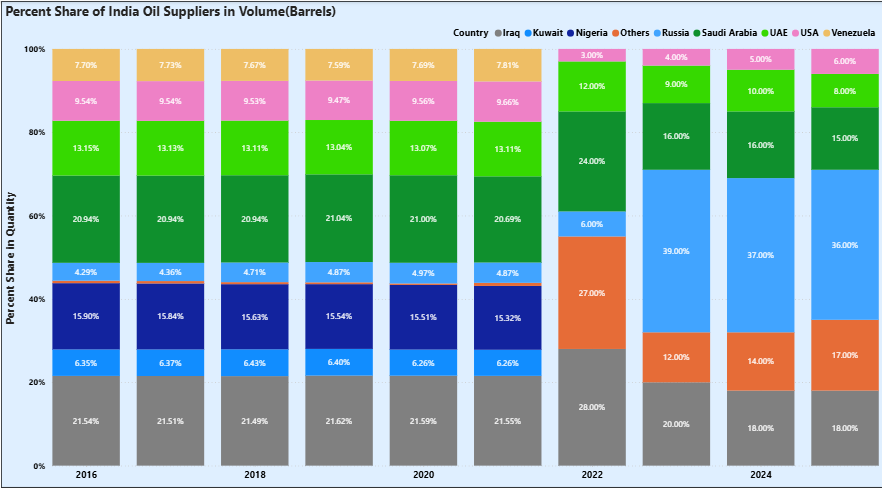 Percent Share of India Oil Suppliers in Volume(Barrels)
Country Iraq Kuwait Nigeria Others Russia Saudi Arabia UAE USA Venezuela
Percent Share in Quantity
100%
80%
60%
40%
20%
0%
7.70% 7.73% 7.67% 7.59% 7.69% 7.81% 3.00% 4.00% 5.00% 6.00%
9.54% 9.54% 9.53% 9.47% 9.56% 9.66% 12.00% 9.00% 10.00% 8.00%
13.15% 13.13% 13.11% 13.04% 13.07% 13.11% 24.00% 16.00% 16.00% 15.00%
20.94% 20.94% 20.94% 21.04% 21.00% 20.69% 6.00% 39.00% 37.00% 36.00%
4.29% 4.36% 4.71% 4.87% 4.97% 4.87% 27.00% 12.00% 14.00% 17.00%
15.90% 15.84% 15.63% 15.54% 15.51% 15.32%
6.35% 6.37% 6.43% 6.40% 6.26% 6.26%
21.54% 21.51% 21.49% 21.62% 21.59% 21.55% 28.00% 20.00% 18.00% 18.00%
2016 2018 2020 2022 2024